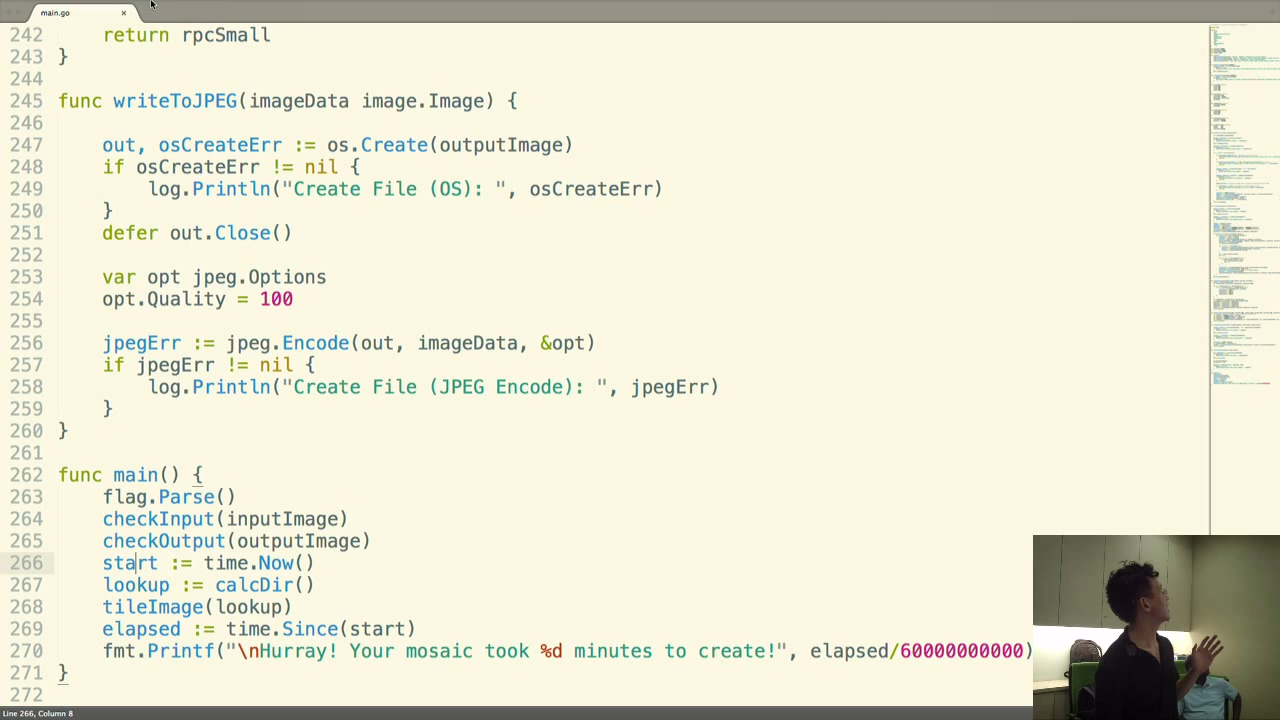 main.go ×
242 return rpcSmall
243 }
244
245 func writeToJPEG(imageData image.Image) {
246
247 out, osCreateErr := os.Create(outputImage)
248 if osCreateErr != nil {
249 log.Println("Create File (OS): ", osCreateErr)
250 }
251 defer out.Close()
252
253 var opt jpeg.Options
254 opt.Quality = 100
255
256 jpegErr := jpeg.Encode(out, imageData, &opt)
257 if jpegErr != nil {
258 log.Println("Create File (JPEG Encode): ", jpegErr)
259 }
260 }
261
262 func main() {
263 flag.Parse()
264 checkInput(inputImage)
265 checkOutput(outputImage)
266 start := time.Now()
267 lookup := calcDir()
268 tileImage(lookup)
269 elapsed := time.Since(start)
270 fmt.Printf("\nHurray! Your mosaic took %d minutes to create!", elapsed/60000000000)
271 }
272
Line 266, Column 8